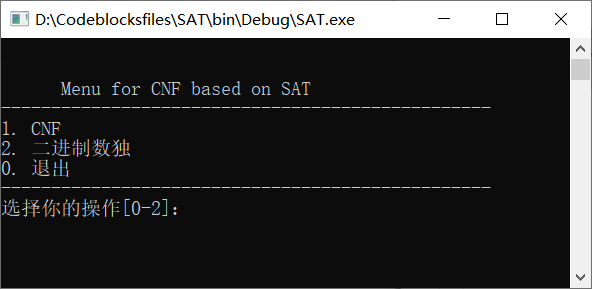 D:\Codeblocksfiles\SAT\bin\Debug\SAT.exe
Menu for CNF based on SAT
-------------------------------------------------
1. CNF
2. 二进制数独
0. 退出
-------------------------------------------------
选择你的操作[0-2]: